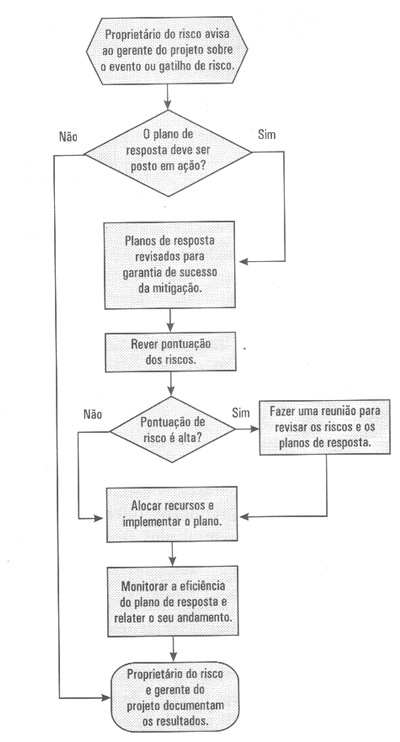 Proprietário do risco avisa
ao gerente do projeto sobre
o evento ou gatilho de risco.
Não
Sim
O plano de
resposta deve ser
posto em ação?
Planos de resposta
revisados para
garantia de sucesso
da mitigação.
Rever pontuação
dos riscos.
Não
Sim
Pontuação de
risco é alta?
Fazer uma reunião para
revisar os riscos e os
planos de resposta.
Alocar recursos e
implementar o plano.
Monitorar a eficiência
do plano de resposta e
relater o seu andamento.
Proprietário do risco
e gerente do
projeto documentam
os resultados.